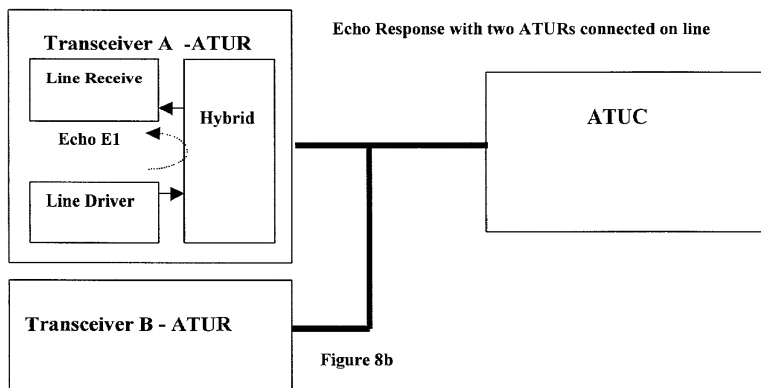 Echo Response with two ATURs connected on line
Transceiver A -ATUR
Line Receive
Hybrid
Echo E1
Line Driver
ATUC
Transceiver B - ATUR
Figure 8b